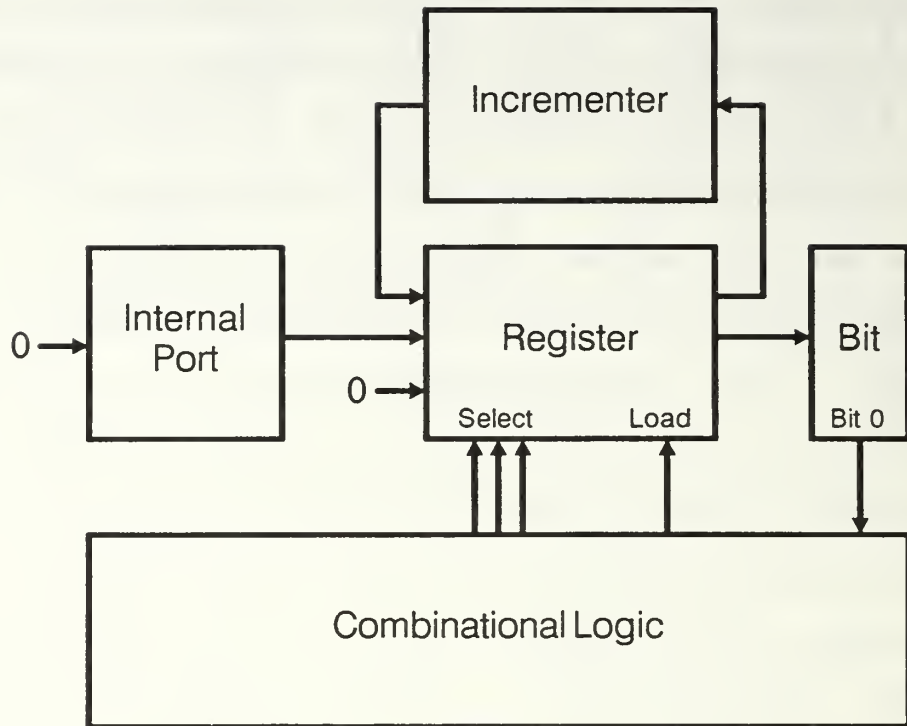 Incrementer
Internal
Port
0
Register
0
Select
Load
Bit
Bit 0
Combinational Logic